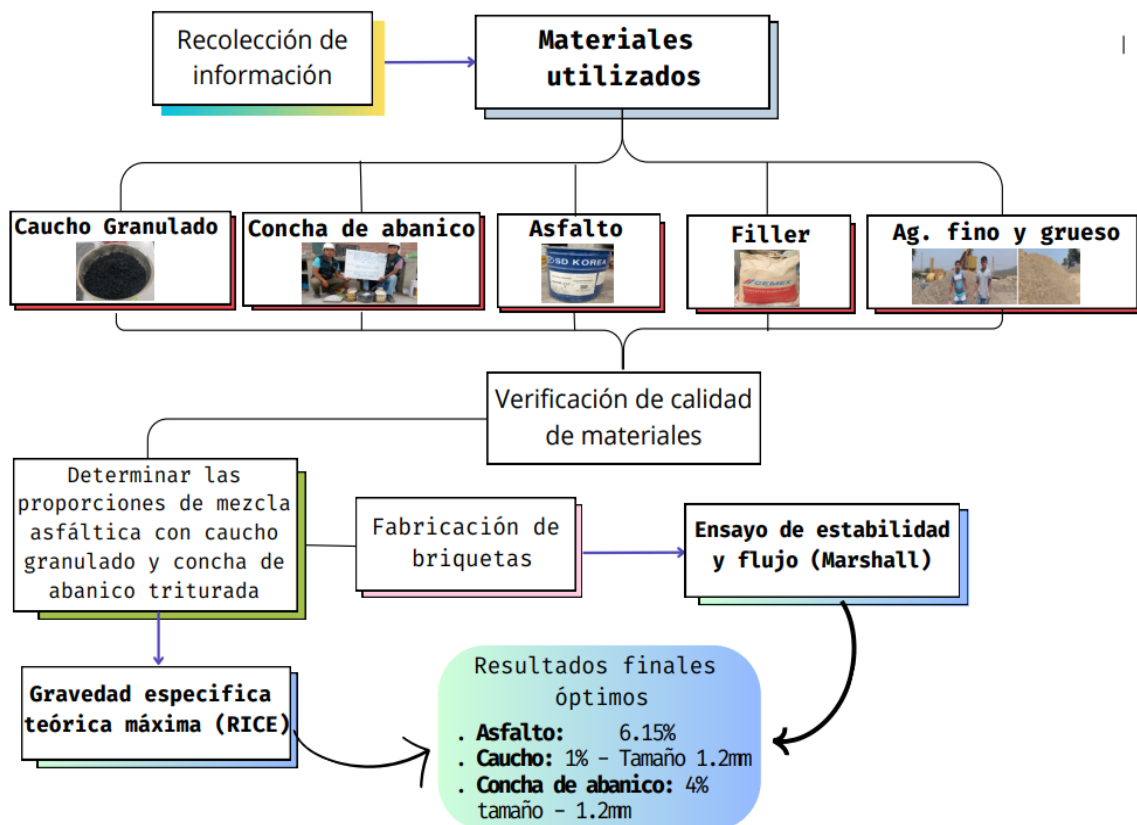 Recolección de
información
Materiales
utilizados
Caucho Granulado
Concha de abanico
Asfalto
Filler
Ag. fino y grueso
SD KOREA
CEMEX
Verificación de calidad
de materiales
Determinar las
proporciones de mezcla
asfáltica con caucho
granulado y concha de
abanico triturada
Fabricación de
briquetas
Ensayo de estabilidad
y flujo (Marshall)
Gravedad especifica
teórica máxima (RICE)
Resultados finales
óptimos
. Asfalto: 6.15%
. Caucho: 1% – Tamaño 1.2mm
. Concha de abanico: 4%
tamaño – 1.2mm